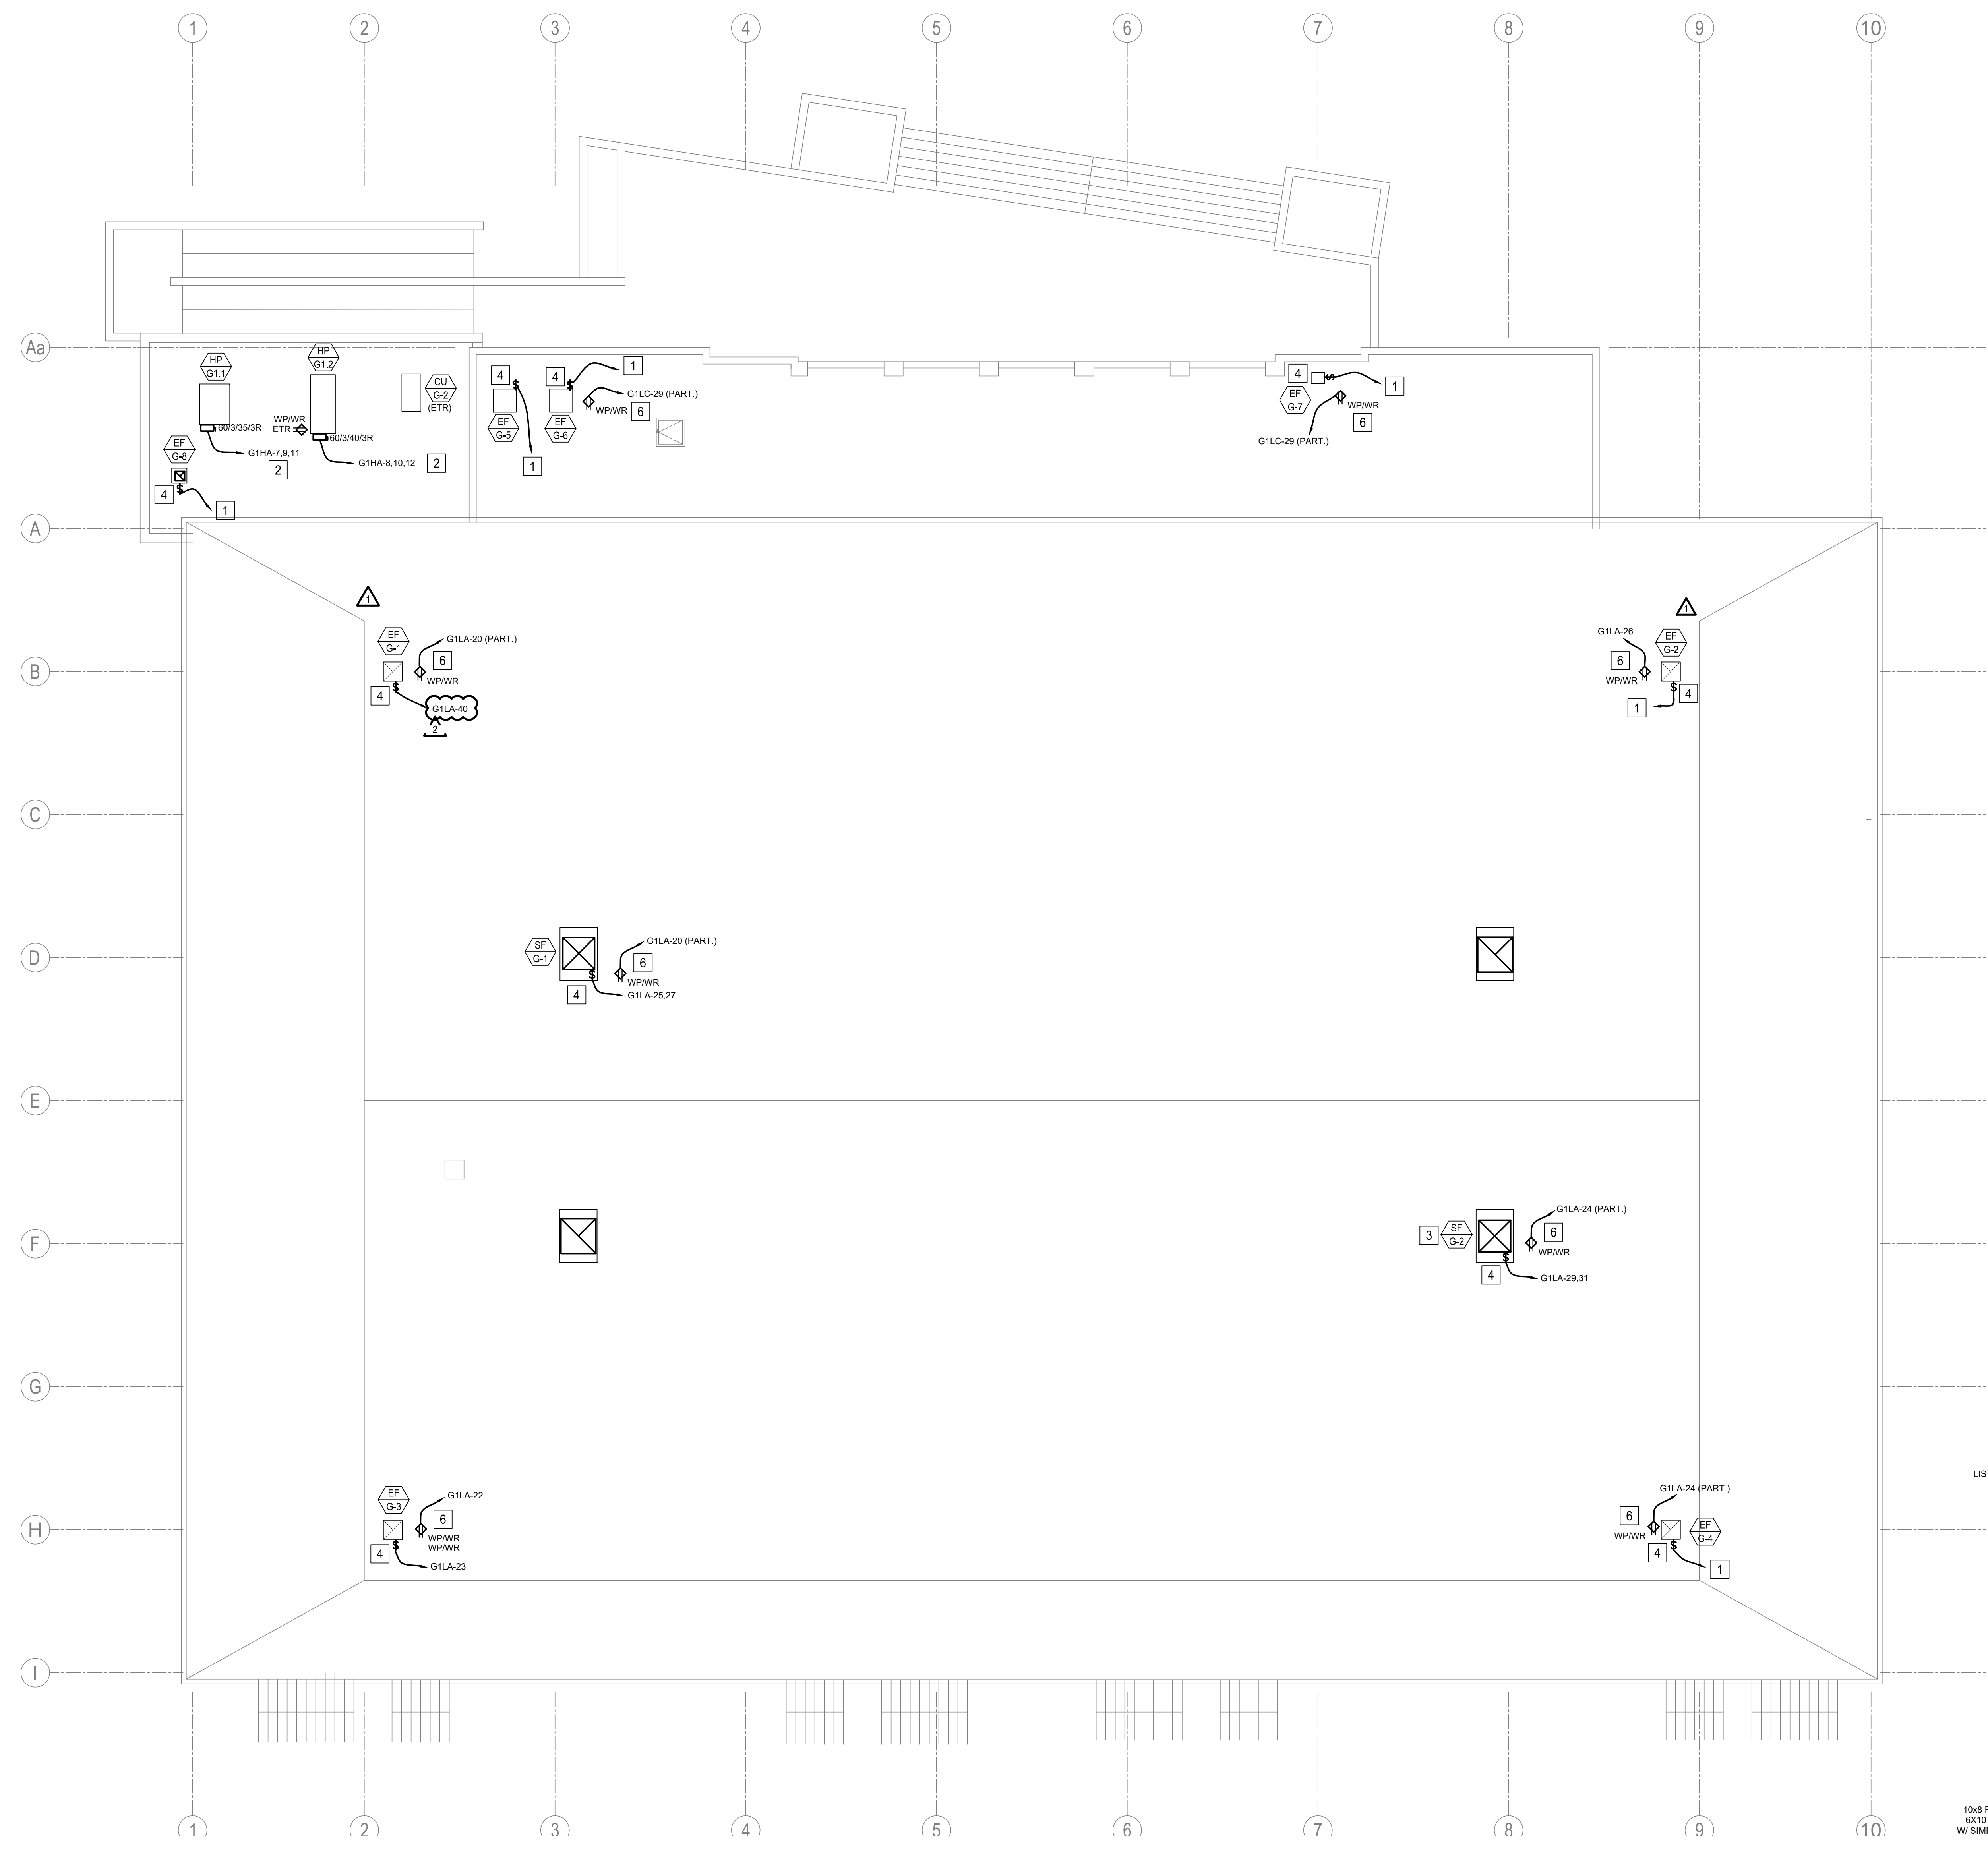 1 2 3 4 5 6 7 8 9 10
Aa
HP
G1.1
HP
G1.2
CU
G-2
(ETR)
60/3/35/3R
WP/WR
ETR
60/3/40/3R
EF
G-8
G1HA-7,9,11
2
G1HA-8,10,12
2
4
1
4
EF
G-5
1
4
EF
G-6
1
G1LC-29 (PART.)
WP/WR
6
4
EF
G-7
1
WP/WR
6
G1LC-29 (PART.)
A
1
1
EF
G-1
G1LA-20 (PART.)
6
WP/WR
4
G1LA-40
2
G1LA-26
EF
G-2
6
WP/WR
4
1
B
C
D
SF
G-1
G1LA-20 (PART.)
6
WP/WR
4
G1LA-25,27
E
F
3
SF
G-2
G1LA-24 (PART.)
6
WP/WR
4
G1LA-29,31
G
EF
G-3
G1LA-22
6
WP/WR
WP/WR
4
G1LA-23
G1LA-24 (PART.)
6
WP/WR
EF
G-4
4
1
H
I
1 2 3 4 5 6 7 8 9 10
10x8
6X10
W/